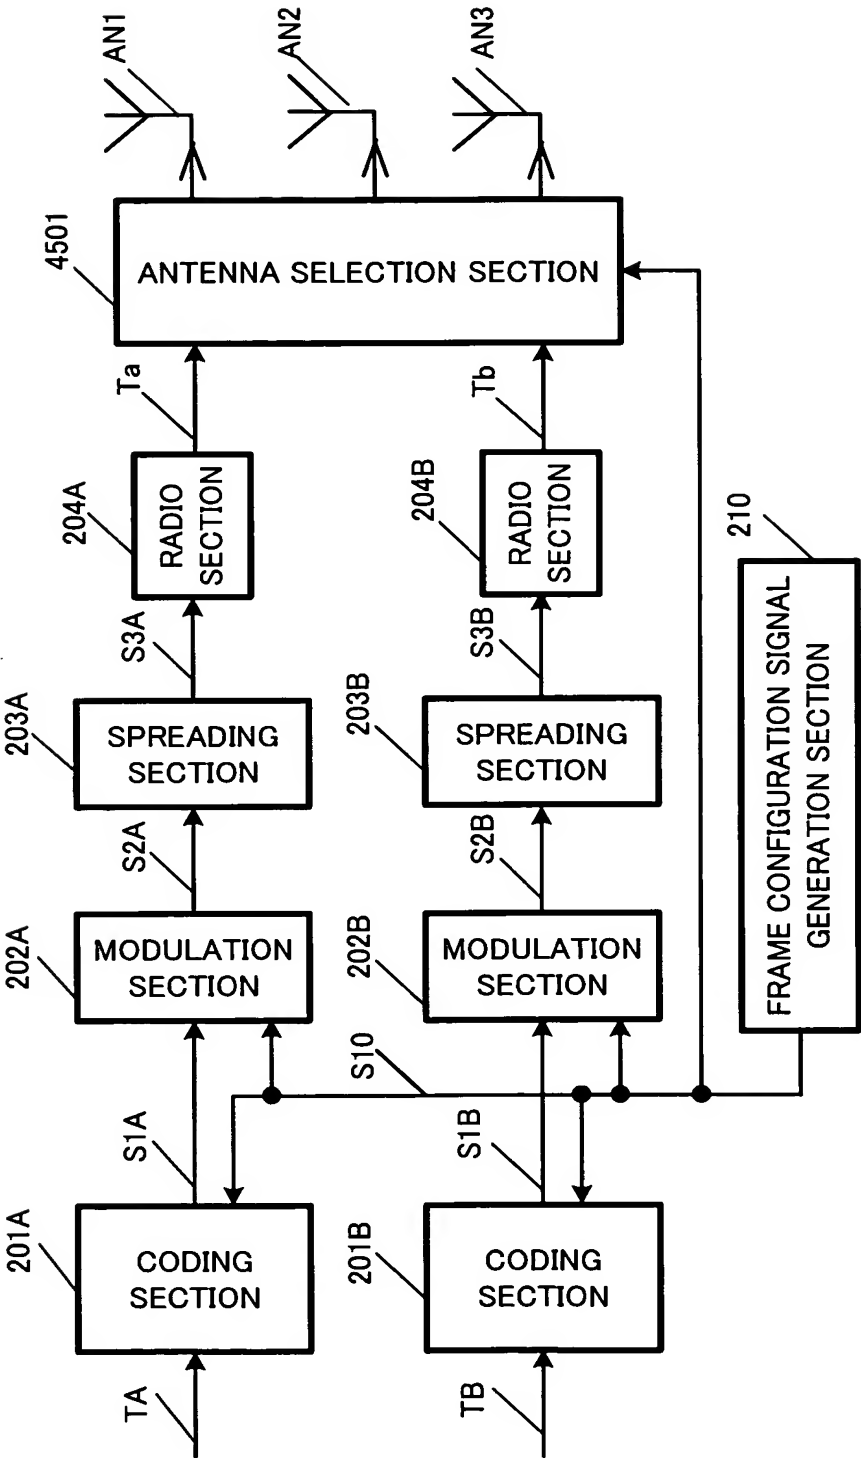 AN1
AN2
AN3
4501
ANTENNA SELECTION SECTION
Ta
Tb
204A
RADIO
SECTION
204B
RADIO
SECTION
210
S3A
S3B
203A
SPREADING
SECTION
203B
SPREADING
SECTION
FRAME CONFIGURATION SIGNAL
GENERATION SECTION
S2A
S2B
202A
MODULATION
SECTION
202B
MODULATION
SECTION
S10
S1A
S1B
201A
CODING
SECTION
201B
CODING
SECTION
TA
TB